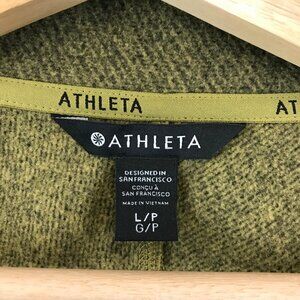 ATHLETA
AT
ATHLETA
DESIGNED IN
SAN FRANCISCO
CONÇU À
SAN FRANCISCO
MADE IN VIETNAM
L/P
G/P